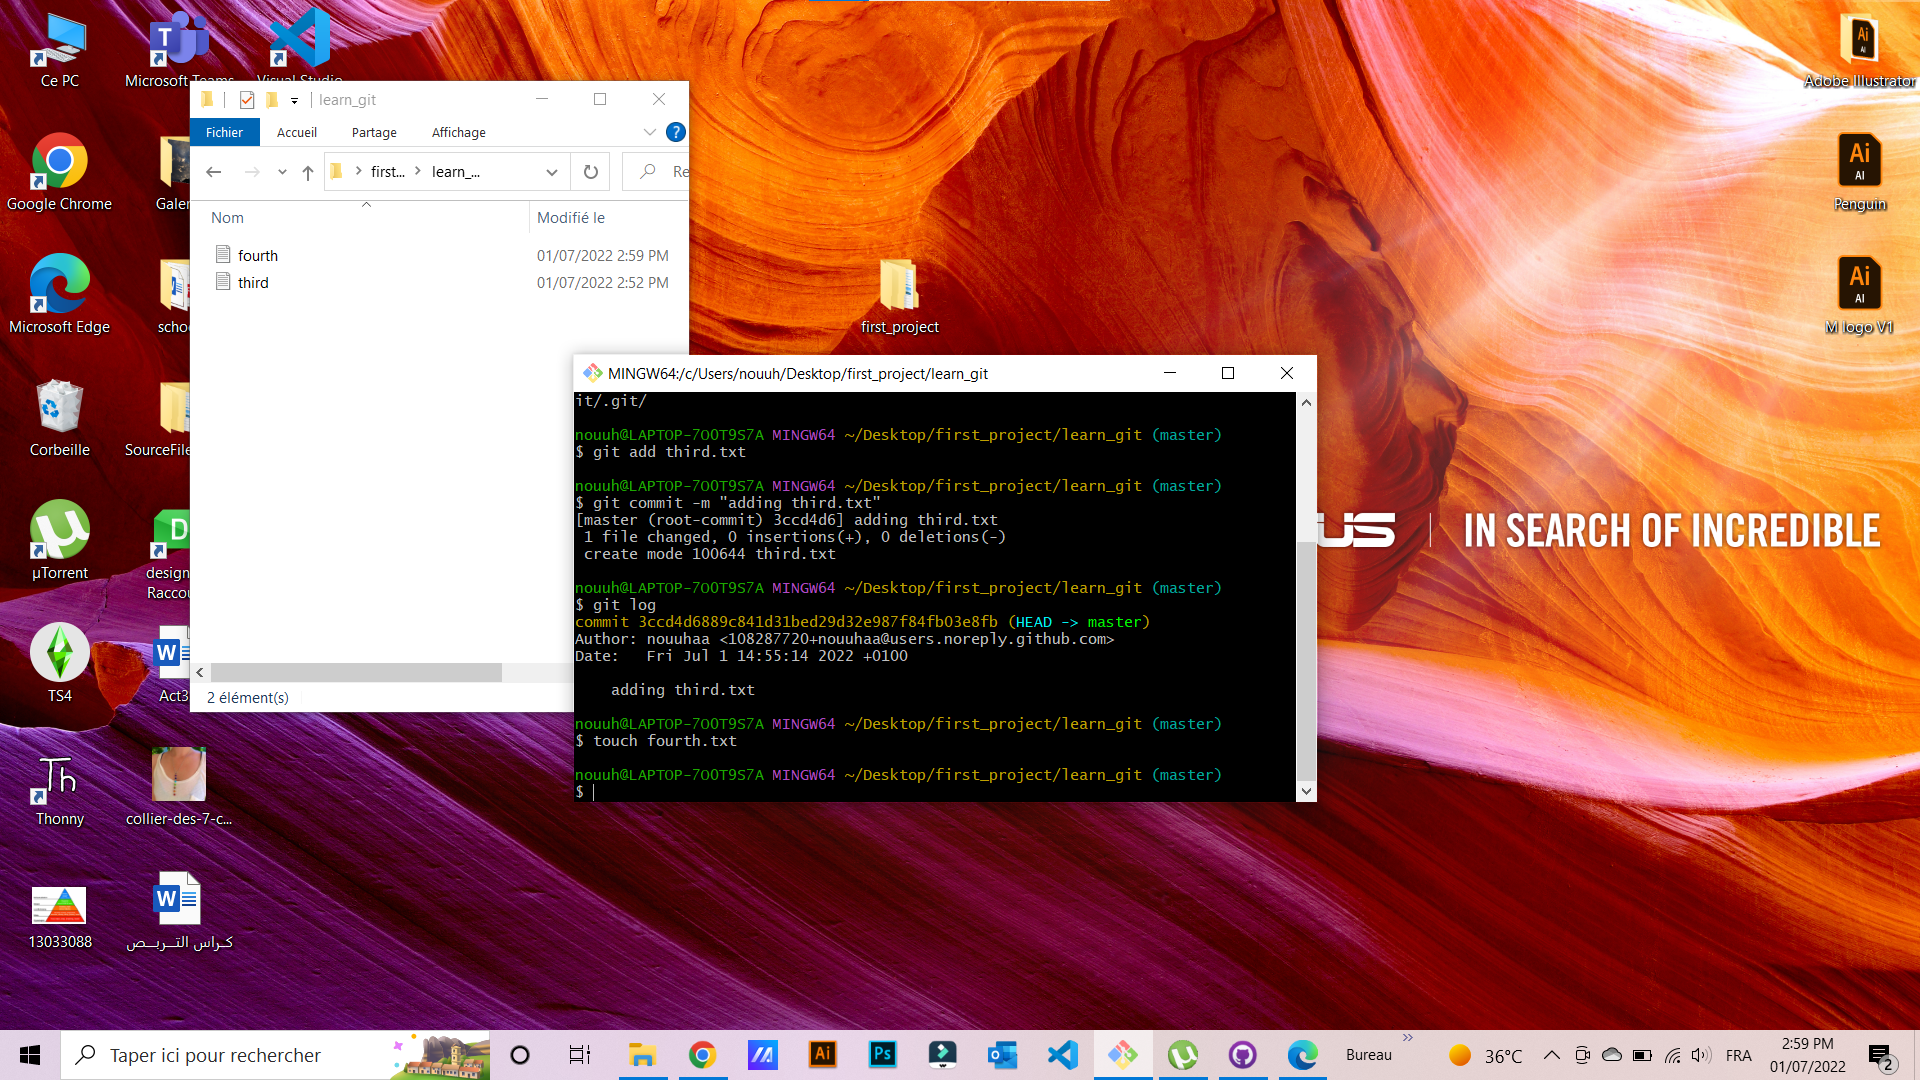 Ce PC
Microsoft Teams
Visual Studio
Google Chrome
Galer
Microsoft Edge
scho
Corbeille
SourceFile
µTorrent
design
Raccou
TS4
Act3
Thonny
collier-des-7-c...
13033088
كـراس التـــربـــص
learn_git
Fichier
Accueil
Partage
Affichage
?
first...
learn_...
Re
Nom
Modifié le
fourth
01/07/2022 2:59 PM
third
01/07/2022 2:52 PM
2 élément(s)
first_project
Adobe Illustrator
Penguin
M logo V1
MINGW64:/c/Users/nouuh/Desktop/first_project/learn_git
it/.git/
nouuh@LAPTOP-7OOT9S7A MINGW64 ~/Desktop/first_project/learn_git (master)
$ git add third.txt
nouuh@LAPTOP-7OOT9S7A MINGW64 ~/Desktop/first_project/learn_git (master)
$ git commit -m "adding third.txt"
[master (root-commit) 3ccd4d6] adding third.txt
1 file changed, 0 insertions(+), 0 deletions(-)
create mode 100644 third.txt
nouuh@LAPTOP-7OOT9S7A MINGW64 ~/Desktop/first_project/learn_git (master)
$ git log
commit 3ccd4d6889c841d31bed29d32e987f84fb03e8fb (HEAD -> master)
Author: nouuhaa <108287720+nouuhaa@users.noreply.github.com>
Date:   Fri Jul 1 14:55:14 2022 +0100
adding third.txt
nouuh@LAPTOP-7OOT9S7A MINGW64 ~/Desktop/first_project/learn_git (master)
$ touch fourth.txt
nouuh@LAPTOP-7OOT9S7A MINGW64 ~/Desktop/first_project/learn_git (master)
$
US
IN SEARCH OF INCREDIBLE
Taper ici pour rechercher
Bureau
36°C
FRA
2:59 PM
01/07/2022
2